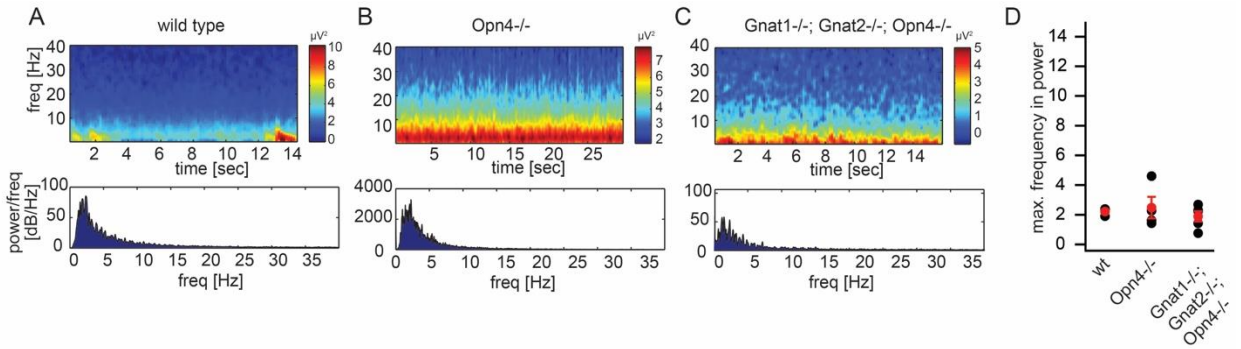 A
wild type
µV²
40
30
20
10
freq [Hz]
10
8
6
4
2
0
2 4 6 8 10 12 14
time [sec]
100
50
0
power/freq
[dB/Hz]
0 5 10 15 20 25 30 35
freq [Hz]
B
Opn4-/-
µV²
40
30
20
10
7
6
5
4
3
2
5 10 15 20 25
time [sec]
4000
2000
0
0 5 10 15 20 25 30 35
freq [Hz]
C
Gnat1-/-; Gnat2-/-; Opn4-/-
µV²
40
30
20
10
5
4
3
2
1
0
2 4 6 8 10 12 14
time [sec]
100
50
0
0 5 10 15 20 25 30 35
freq [Hz]
D
max. frequency in power
14
12
10
8
6
4
2
0
wt
Opn4-/-
Gnat1-/-;
Gnat2-/-;
Opn4-/-